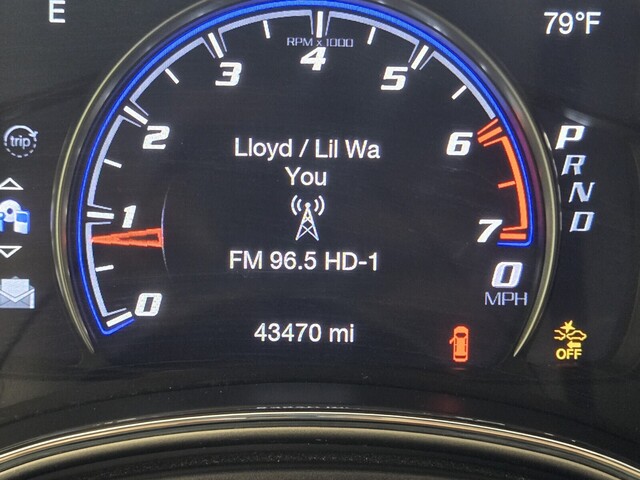 E
79°F
RPM x 1000
4
3
5
trip
2
6
P
R
N
D
Lloyd / Lil Wa
You
1
7
FM 96.5 HD-1
0
0
MPH
43470 mi
OFF